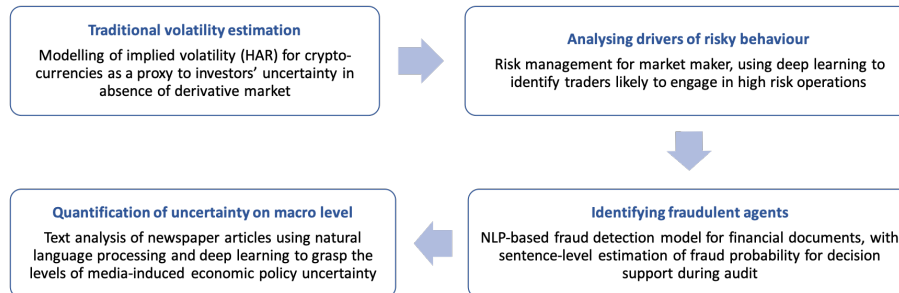 Traditional volatility estimation
Modelling of implied volatility (HAR) for crypto-
currencies as a proxy to investors' uncertainty in
absence of derivative market
Analysing drivers of risky behaviour
Risk management for market maker, using deep learning to
identify traders likely to engage in high risk operations
Identifying fraudulent agents
NLP-based fraud detection model for financial documents, with
sentence-level estimation of fraud probability for decision
support during audit
Quantification of uncertainty on macro level
Text analysis of newspaper articles using natural
language processing and deep learning to grasp the
levels of media-induced economic policy uncertainty